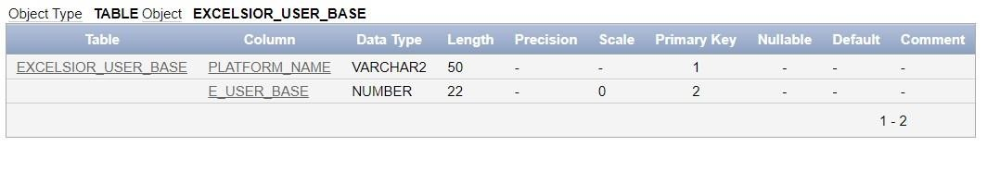 Object Type TABLE Object EXCELSIOR_USER_BASE
Table Column Data Type Length Precision Scale Primary Key Nullable Default Comment
EXCELSIOR_USER_BASE PLATFORM_NAME VARCHAR2 50 - - 1 - - -
E_USER_BASE NUMBER 22 - 0 2 - - -
1 - 2